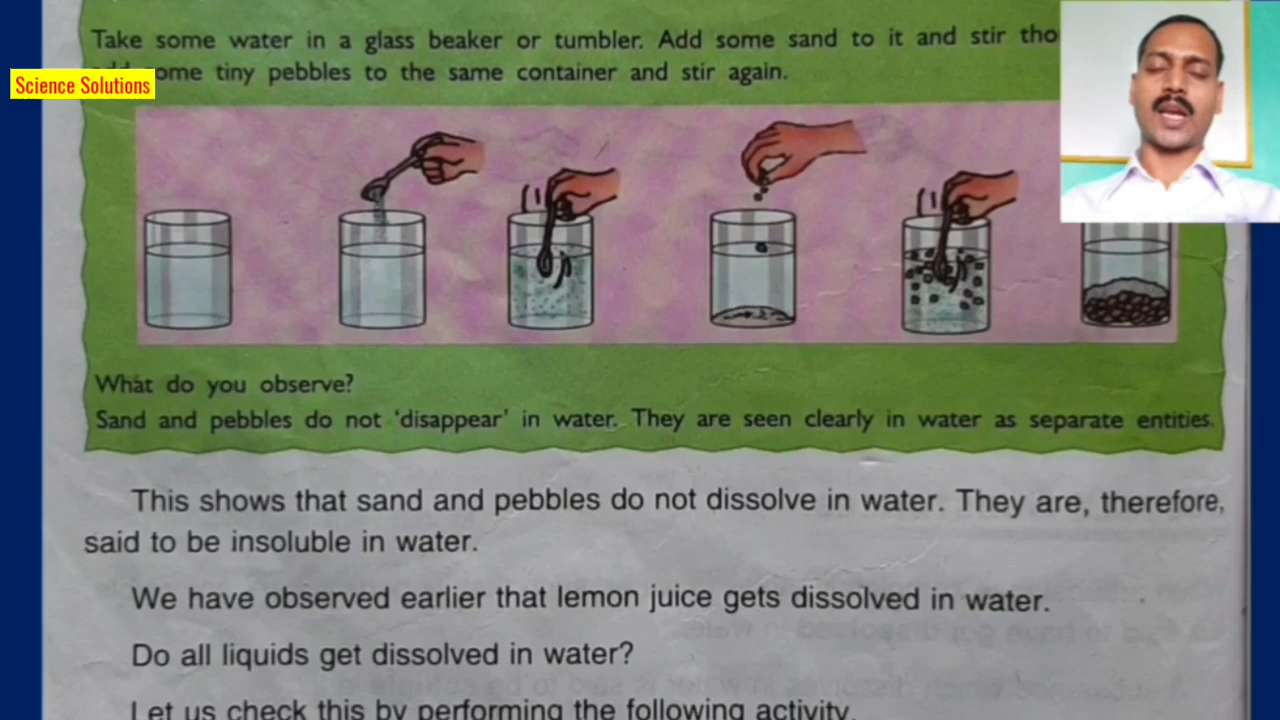 Take some water in a glass beaker or tumbler. Add some sand to it and stir
some tiny pebbles to the same container and stir again.
Science Solutions
What do you observe?
Sand and pebbles do not ‘disappear’ in water. They are seen clearly in water as separate entities.
This shows that sand and pebbles do not dissolve in water. They are, therefore,
said to be insoluble in water.
We have observed earlier that lemon juice gets dissolved in water.
Do all liquids get dissolved in water?
Let us check this by performing the following activity.